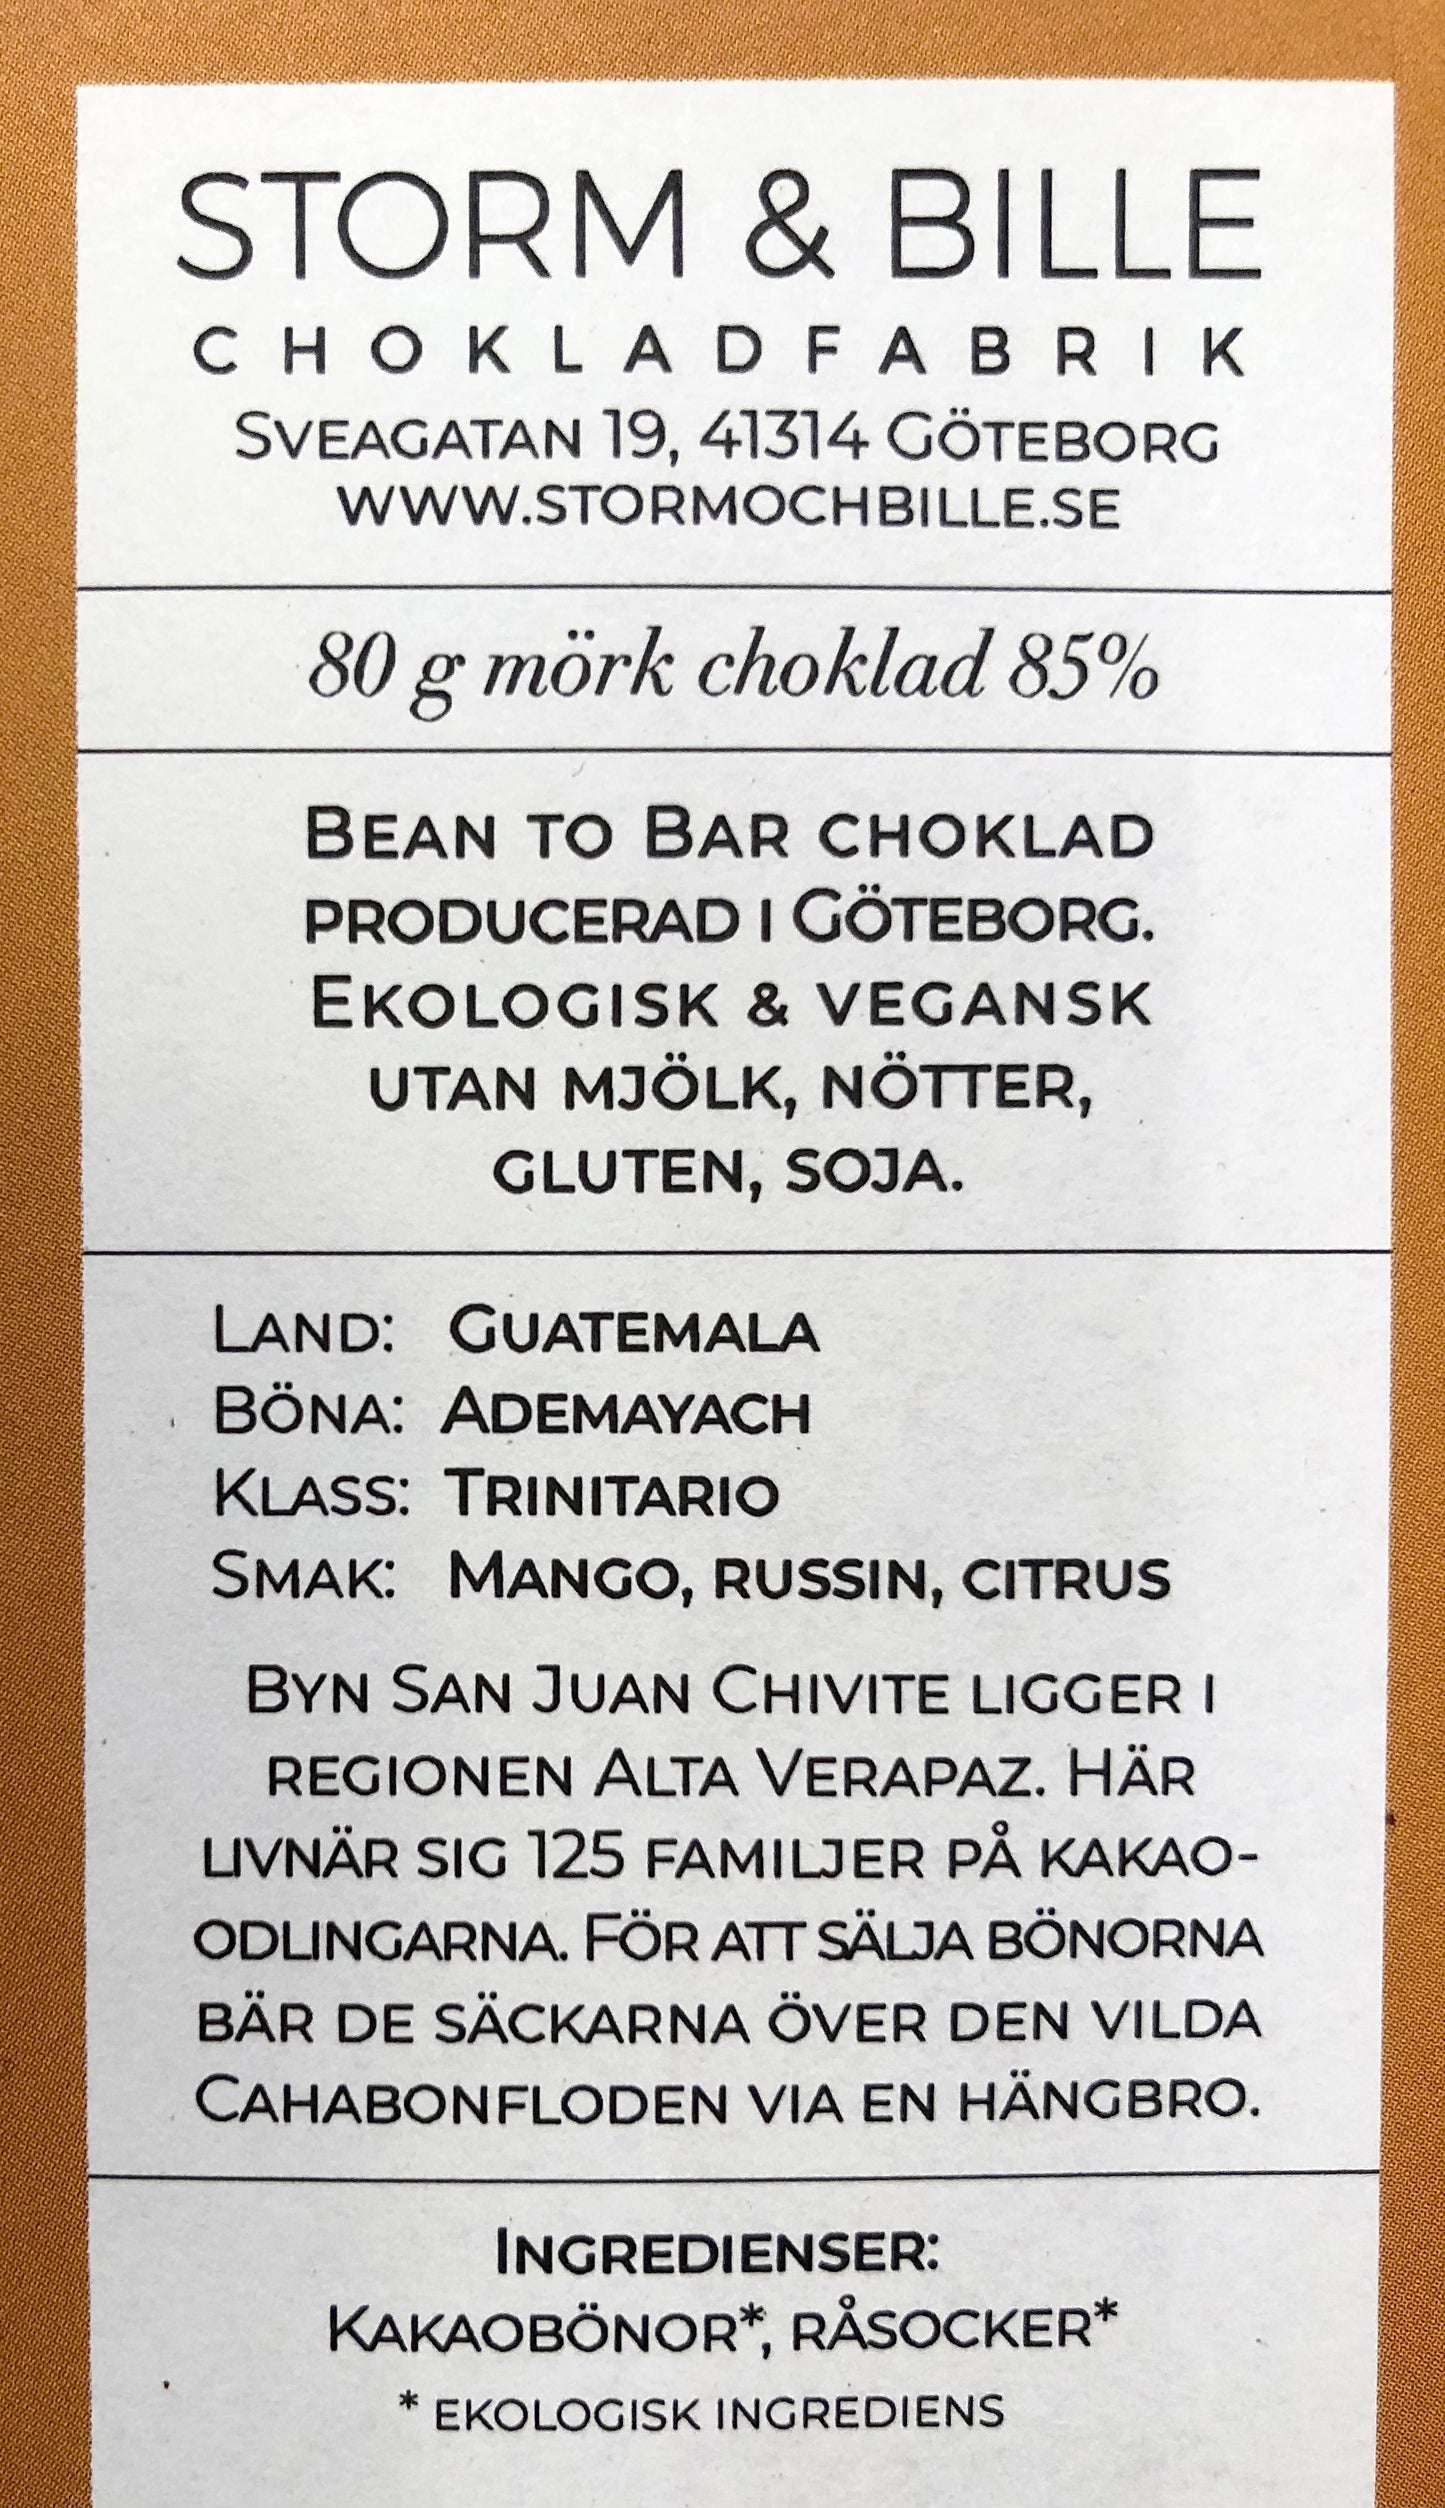 STORM & BILLE
CHOKLADFABRIK
SVEAGATAN 19, 41314 GÖTEBORG
WWW.STORMOCHBILLE.SE
80 g mörk choklad 85%
BEAN TO BAR CHOKLAD
PRODUCERAD I GÖTEBORG.
EKOLOGISK & VEGANSK
UTAN MJÖLK, NÖTTER,
GLUTEN, SOJA.
LAND: GUATEMALA
BÖNA: ADEMAYACH
KLASS: TRINITARIO
SMAK: MANGO, RUSSIN, CITRUS
BYN SAN JUAN CHIVITE LIGGER I
REGIONEN ALTA VERAPAZ. HÄR
LIVNÄR SIG 125 FAMILJER PÅ KAKAO-
ODLINGARNA. FÖR ATT SÄLJA BÖNORNA
BÄR DE SÄCKARNA ÖVER DEN VILDA
CAHABONFLODEN VIA EN HÄNGBRO.
INGREDIENSER:
KAKAOBÖNOR*, RÅSOCKER*
* EKOLOGISK INGREDIENS